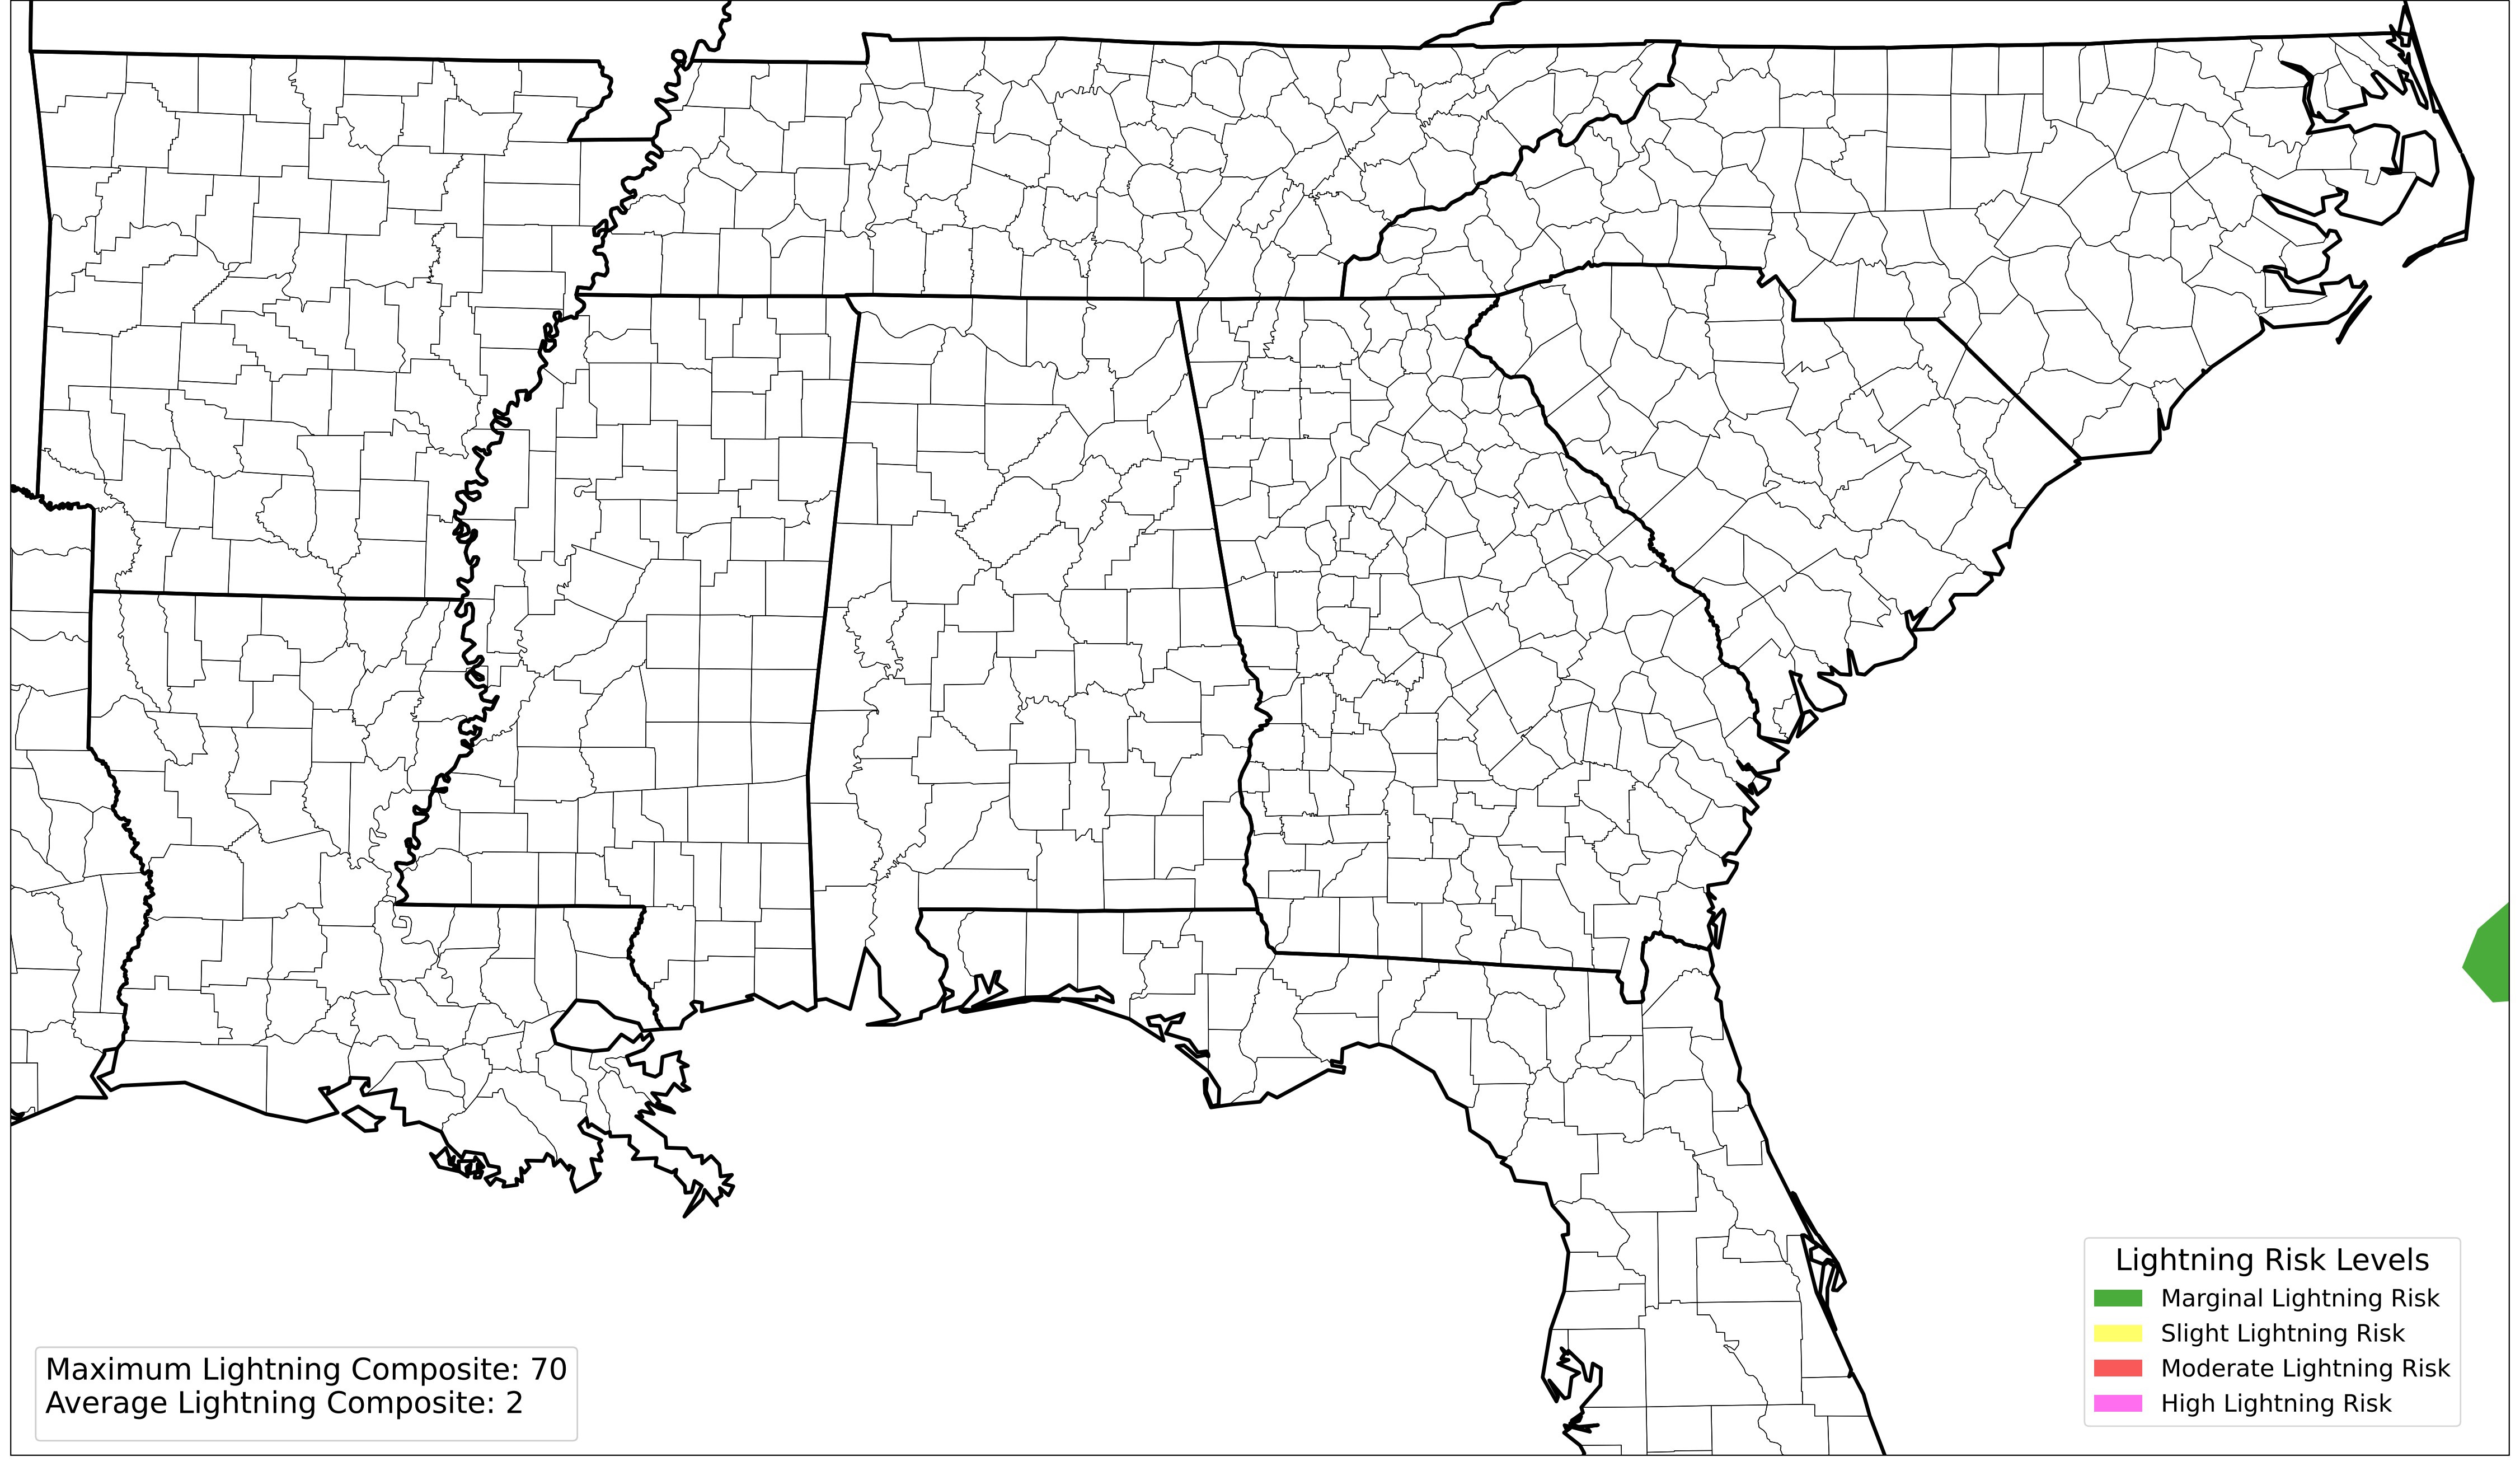 Lightning Risk Levels
Marginal Lightning Risk
Slight Lightning Risk
Moderate Lightning Risk
High Lightning Risk
Maximum Lightning Composite: 70
Average Lightning Composite: 2